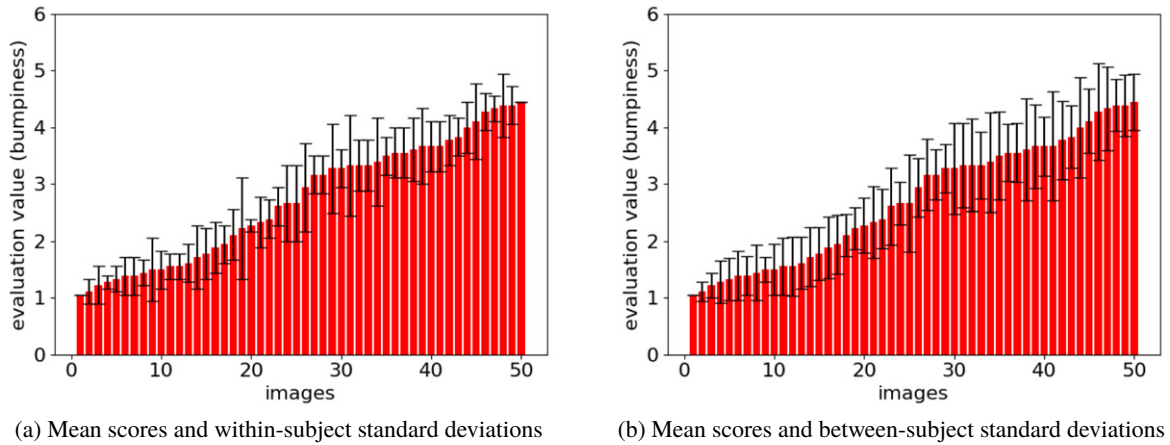 6
5
4
3
2
1
0
evaluation value (bumpiness)
0 10 20 30 40 50
images
(a) Mean scores and within-subject standard deviations
6
5
4
3
2
1
0
evaluation value (bumpiness)
0 10 20 30 40 50
images
(b) Mean scores and between-subject standard deviations